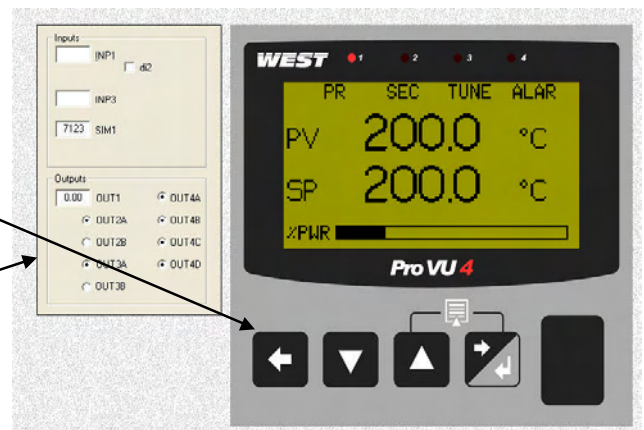 Inputs
INP1
di2
INP3
7123 SIM1
Outputs
0.00 OUT1 OUT4A
OUT2A OUT4B
OUT2B OUT4C
OUT3A OUT4D
OUT3B
WEST 1 2 3 4
PR SEC TUNE ALAR
PV 200.0 °C
SP 200.0 °C
%PWR
Pro VU 4